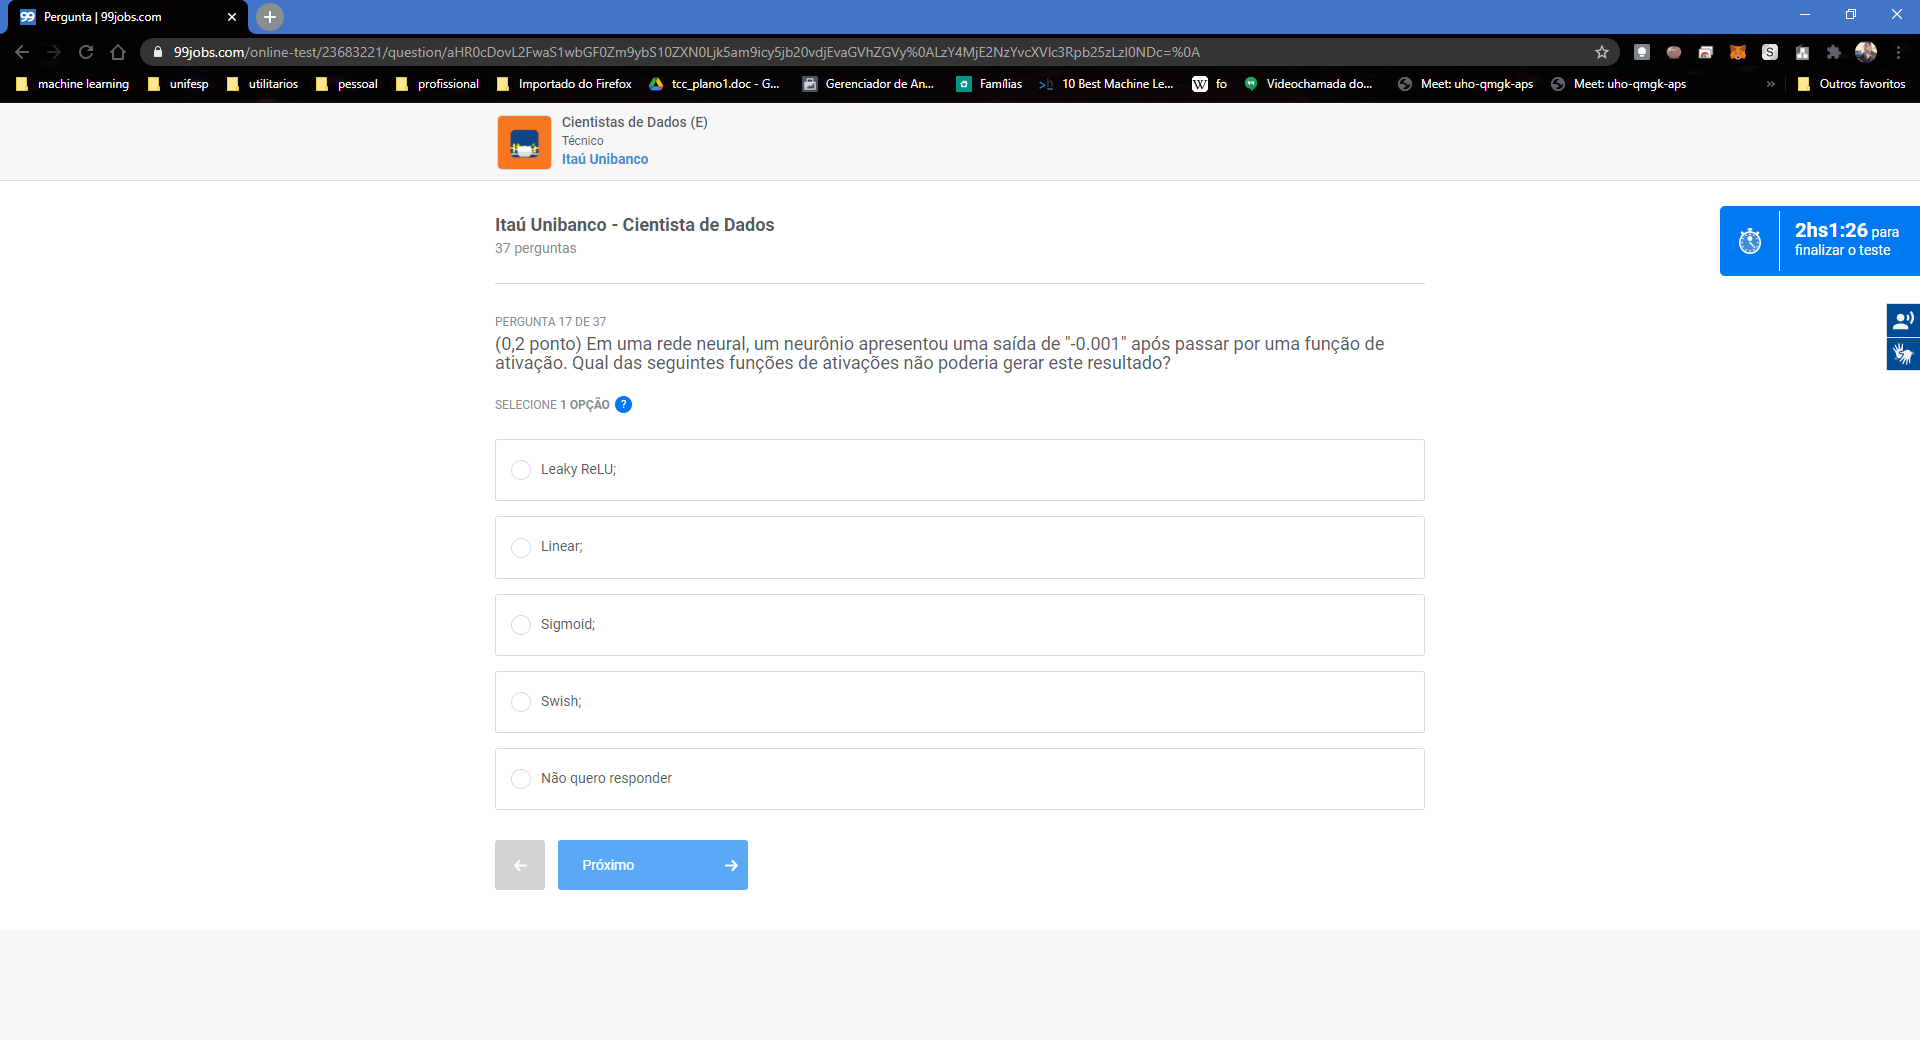 Pergunta | 99jobs.com
99jobs.com/online-test/23683221/question/aHR0cDovL2FwaS1wbGF0Zm9ybS10ZXN0Ljk5am9icy5jb20vdjEvaGVhZGVy%0ALzY4MjE2NzYvcXVlc3Rpb25zLzI0NDc=%0A
machine learning
unifesp
utilitarios
pessoal
profissional
Importado do Firefox
tcc_plano1.doc - G...
Gerenciador de An...
Famílias
10 Best Machine Le...
fo
Videochamada do...
Meet: uho-qmgk-aps
Meet: uho-qmgk-aps
»
Outros favoritos
Cientistas de Dados (E)
Técnico
Itaú Unibanco
Itaú Unibanco - Cientista de Dados
37 perguntas
2hs1:26 para
finalizar o teste
PERGUNTA 17 DE 37
(0,2 ponto) Em uma rede neural, um neurônio apresentou uma saída de "-0.001" após passar por uma função de
ativação. Qual das seguintes funções de ativações não poderia gerar este resultado?
SELECIONE 1 OPÇÃO ?
Leaky ReLU;
Linear;
Sigmoid;
Swish;
Não quero responder
Próximo